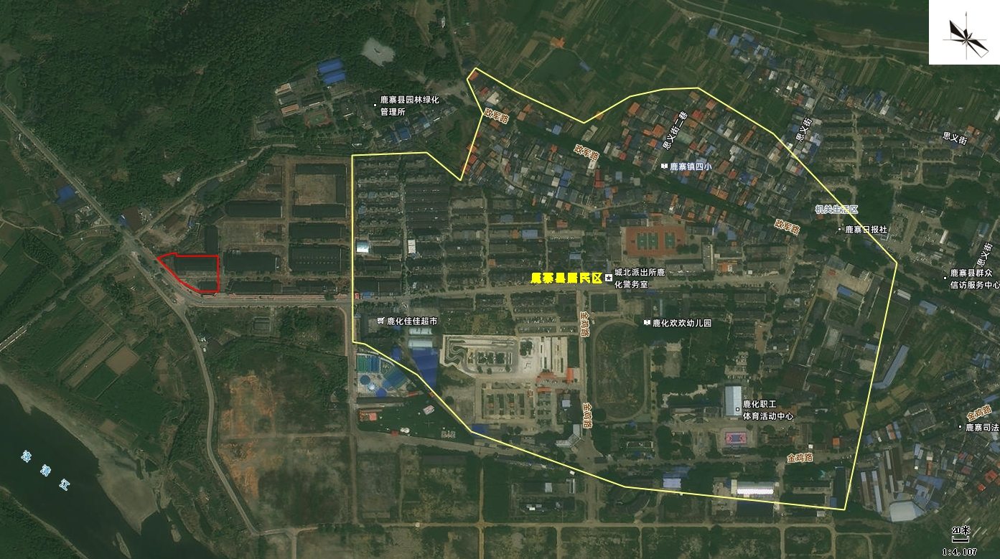 鹿寨县园林绿化
管理所
政军路
思义街二巷
思义街
思义街
政军路
鹿寨镇四小
机关生活区
政军路
鹿寨日报社
思义街
鹿寨县居民区
城北派出所鹿
化警务室
鹿寨县群众
信访服务中心
鹿化佳佳超市
金鸡路
鹿化欢欢幼儿园
鹿化职工
体育活动中心
金鸡路
金鸡路
鹿寨司法
金鸡路
洛清江
20米
1:4,107